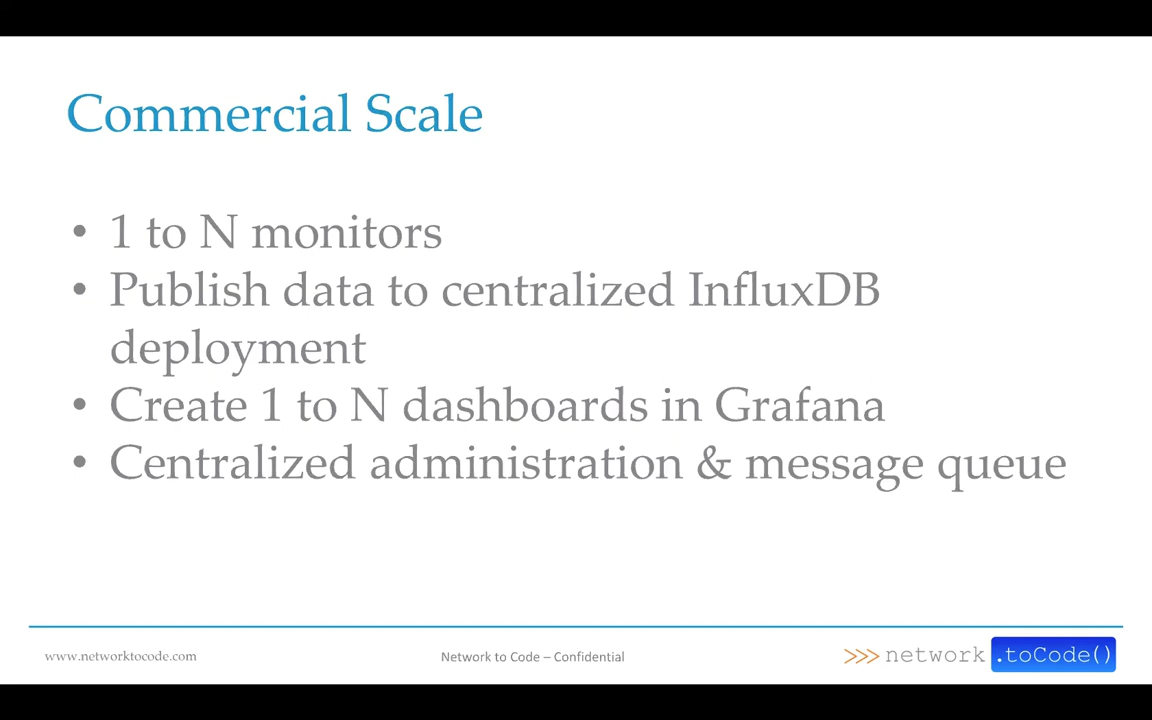 Commercial Scale
• 1 to N monitors
• Publish data to centralized InfluxDB
deployment
• Create 1 to N dashboards in Grafana
• Centralized administration & message queue
www.networktocode.com
Network to Code – Confidential
>>> network .toCode()